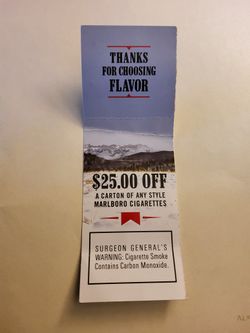 THANKS
FOR CHOOSING
FLAVOR
$25.00 OFF
A CARTON OF ANY STYLE
MARLBORO CIGARETTES
SURGEON GENERAL'S
WARNING: Cigarette Smoke
Contains Carbon Monoxide.